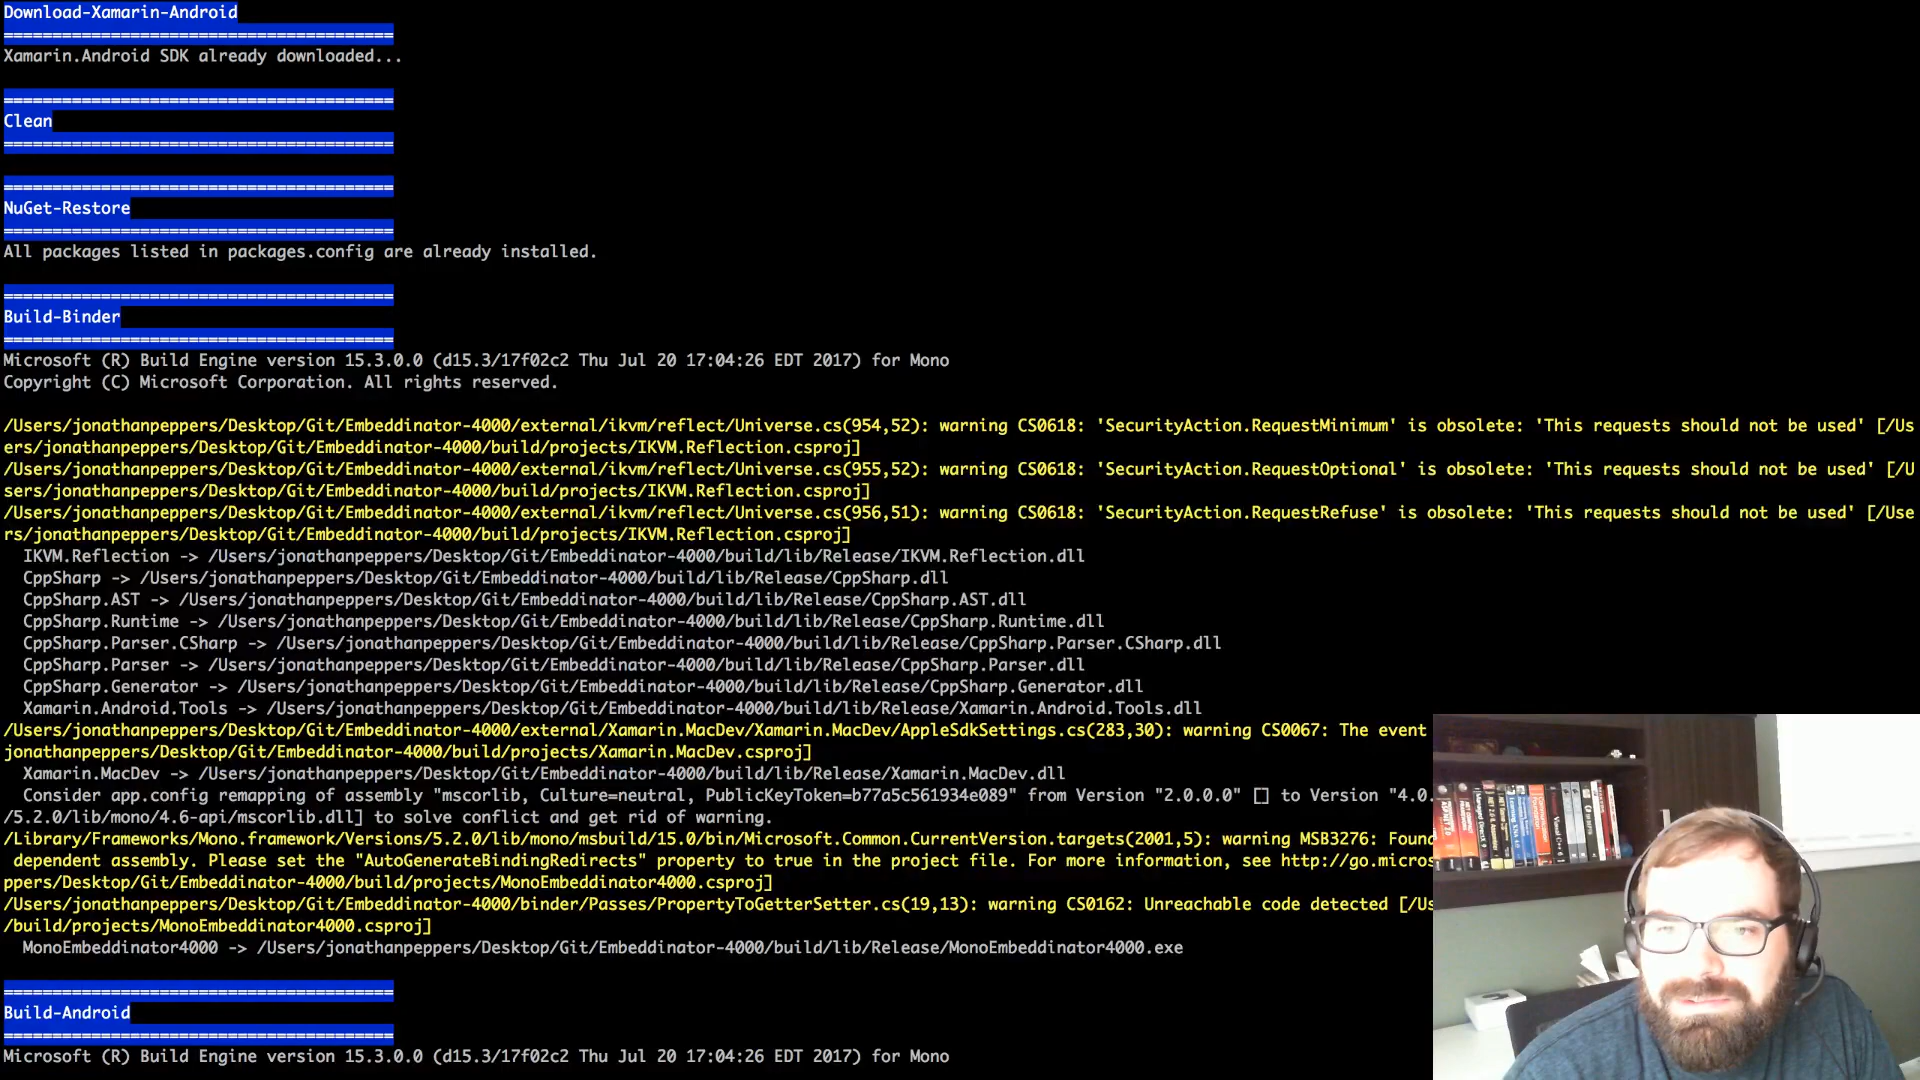 Download-Xamarin-Android
========================================
Xamarin.Android SDK already downloaded...
========================================
Clean
========================================
========================================
NuGet-Restore
========================================
All packages listed in packages.config are already installed.
========================================
Build-Binder
========================================
Microsoft (R) Build Engine version 15.3.0.0 (d15.3/17f02c2 Thu Jul 20 17:04:26 EDT 2017) for Mono
Copyright (C) Microsoft Corporation. All rights reserved.
/Users/jonathanpeppers/Desktop/Git/Embeddinator-4000/external/ikvm/reflect/Universe.cs(954,52): warning CS0618: 'SecurityAction.RequestMinimum' is obsolete: 'This requests should not be used' [/Us
ers/jonathanpeppers/Desktop/Git/Embeddinator-4000/build/projects/IKVM.Reflection.csproj]
/Users/jonathanpeppers/Desktop/Git/Embeddinator-4000/external/ikvm/reflect/Universe.cs(955,52): warning CS0618: 'SecurityAction.RequestOptional' is obsolete: 'This requests should not be used' [/U
sers/jonathanpeppers/Desktop/Git/Embeddinator-4000/build/projects/IKVM.Reflection.csproj]
/Users/jonathanpeppers/Desktop/Git/Embeddinator-4000/external/ikvm/reflect/Universe.cs(956,51): warning CS0618: 'SecurityAction.RequestRefuse' is obsolete: 'This requests should not be used' [/Use
rs/jonathanpeppers/Desktop/Git/Embeddinator-4000/build/projects/IKVM.Reflection.csproj]
IKVM.Reflection -> /Users/jonathanpeppers/Desktop/Git/Embeddinator-4000/build/lib/Release/IKVM.Reflection.dll
CppSharp -> /Users/jonathanpeppers/Desktop/Git/Embeddinator-4000/build/lib/Release/CppSharp.dll
CppSharp.AST -> /Users/jonathanpeppers/Desktop/Git/Embeddinator-4000/build/lib/Release/CppSharp.AST.dll
CppSharp.Runtime -> /Users/jonathanpeppers/Desktop/Git/Embeddinator-4000/build/lib/Release/CppSharp.Runtime.dll
CppSharp.Parser.CSharp -> /Users/jonathanpeppers/Desktop/Git/Embeddinator-4000/build/lib/Release/CppSharp.Parser.CSharp.dll
CppSharp.Parser -> /Users/jonathanpeppers/Desktop/Git/Embeddinator-4000/build/lib/Release/CppSharp.Parser.dll
CppSharp.Generator -> /Users/jonathanpeppers/Desktop/Git/Embeddinator-4000/build/lib/Release/CppSharp.Generator.dll
Xamarin.Android.Tools -> /Users/jonathanpeppers/Desktop/Git/Embeddinator-4000/build/lib/Release/Xamarin.Android.Tools.dll
/Users/jonathanpeppers/Desktop/Git/Embeddinator-4000/external/Xamarin.MacDev/Xamarin.MacDev/AppleSdkSettings.cs(283,30): warning CS0067: The event
jonathanpeppers/Desktop/Git/Embeddinator-4000/build/projects/Xamarin.MacDev.csproj]
Xamarin.MacDev -> /Users/jonathanpeppers/Desktop/Git/Embeddinator-4000/build/lib/Release/Xamarin.MacDev.dll
Consider app.config remapping of assembly "mscorlib, Culture=neutral, PublicKeyToken=b77a5c561934e089" from Version "2.0.0.0" [] to Version "4.0.
/5.2.0/lib/mono/4.6-api/mscorlib.dll] to solve conflict and get rid of warning.
/Library/Frameworks/Mono.framework/Versions/5.2.0/lib/mono/msbuild/15.0/bin/Microsoft.Common.CurrentVersion.targets(2001,5): warning MSB3276: Foun
dependent assembly. Please set the "AutoGenerateBindingRedirects" property to true in the project file. For more information, see http://go.micros
ppers/Desktop/Git/Embeddinator-4000/build/projects/MonoEmbeddinator4000.csproj]
/Users/jonathanpeppers/Desktop/Git/Embeddinator-4000/binder/Passes/PropertyToGetterSetter.cs(19,13): warning CS0162: Unreachable code detected [/Us
/build/projects/MonoEmbeddinator4000.csproj]
MonoEmbeddinator4000 -> /Users/jonathanpeppers/Desktop/Git/Embeddinator-4000/build/lib/Release/MonoEmbeddinator4000.exe
========================================
Build-Android
========================================
Microsoft (R) Build Engine version 15.3.0.0 (d15.3/17f02c2 Thu Jul 20 17:04:26 EDT 2017) for Mono